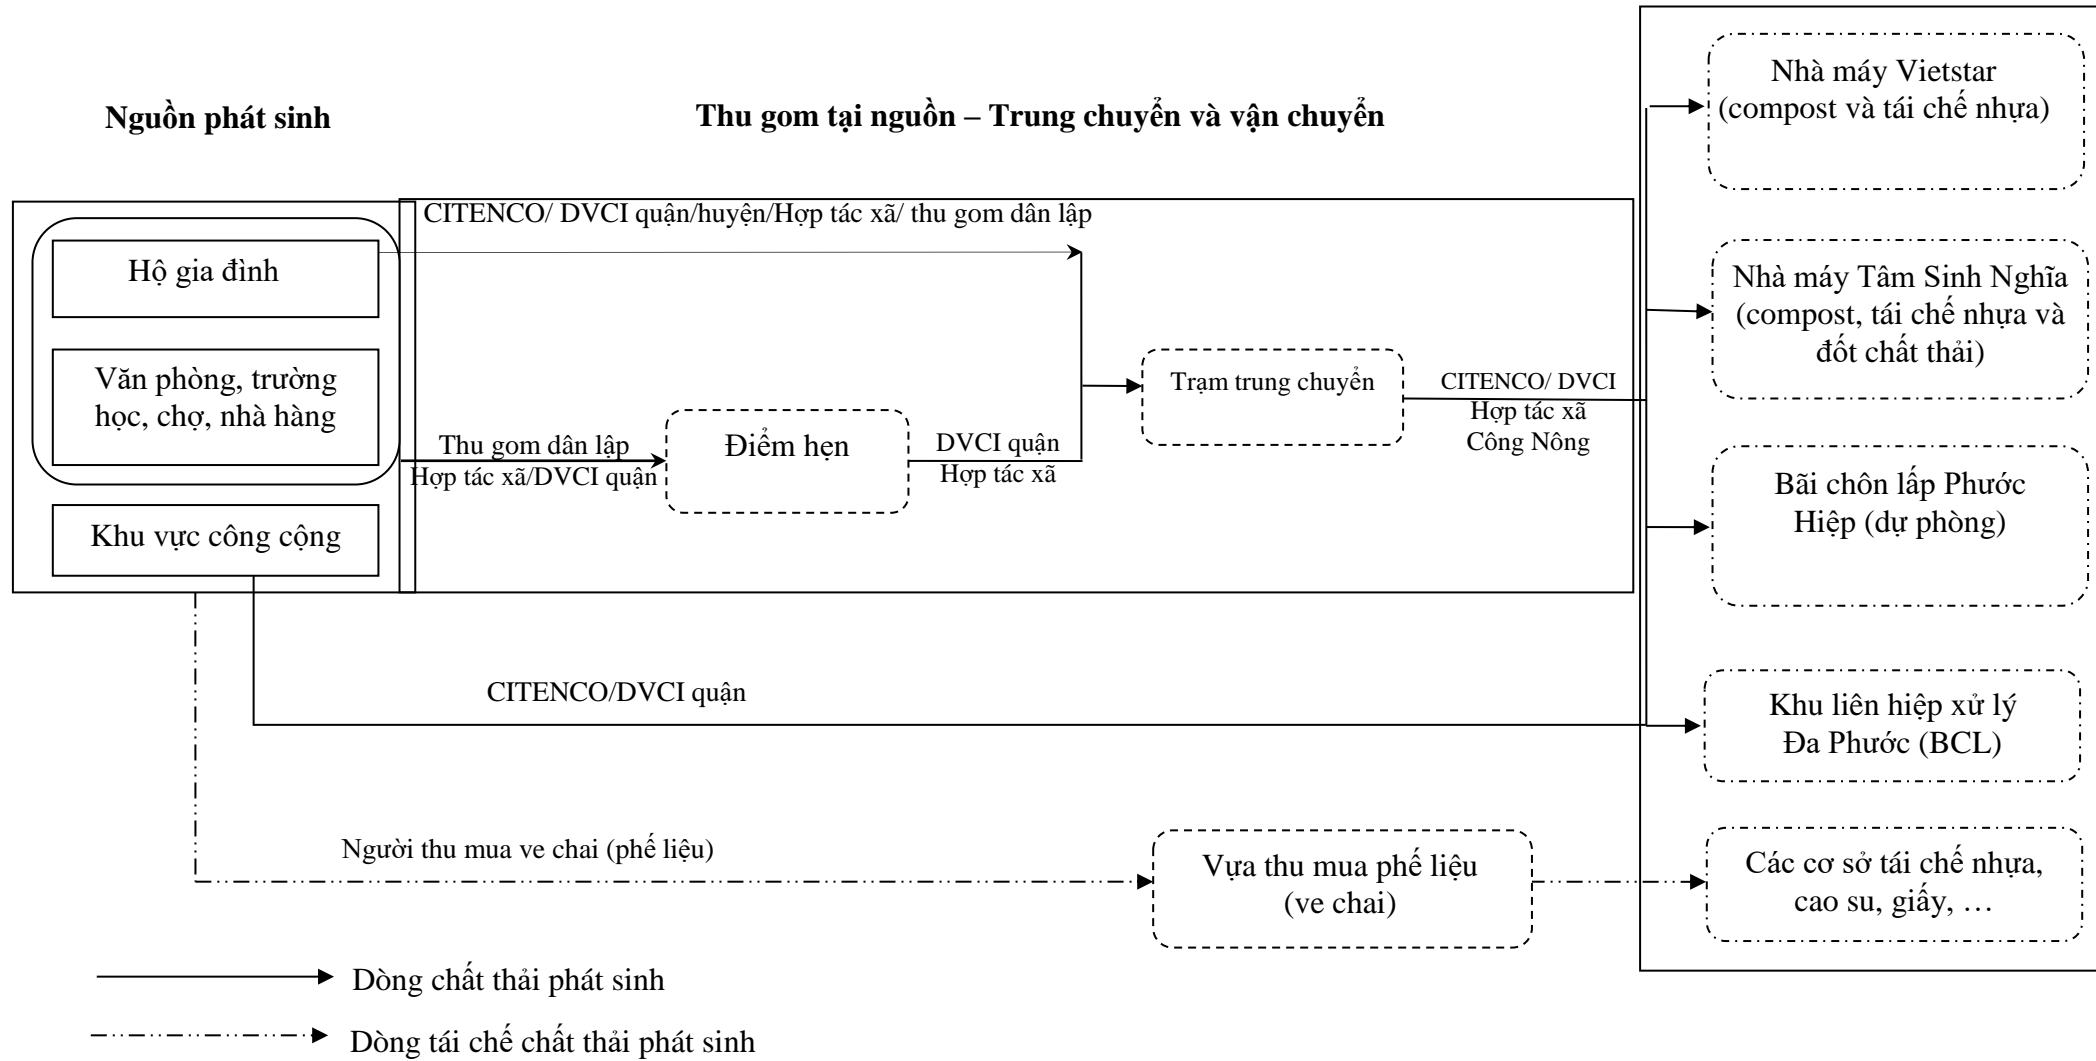 Nguồn phát sinh
Thu gom tại nguồn – Trung chuyển và vận chuyển
CITENCO/ DVCI quận/huyện/Hợp tác xã/ thu gom dân lập
Hộ gia đình
Văn phòng, trường
học, chợ, nhà hàng
Khu vực công cộng
Thu gom dân lập
Hợp tác xã/DVCI quận
Điểm hẹn
DVCI quận
Hợp tác xã
Trạm trung chuyển
CITENCO/ DVCI
Hợp tác xã
Công Nông
Nhà máy Vietstar
(compost và tái chế nhựa)
Nhà máy Tâm Sinh Nghĩa
(compost, tái chế nhựa và
đốt chất thải)
Bãi chôn lấp Phước
Hiệp (dự phòng)
CITENCO/DVCI quận
Khu liên hiệp xử lý
Đa Phước (BCL)
Người thu mua ve chai (phế liệu)
Vựa thu mua phế liệu
(ve chai)
Các cơ sở tái chế nhựa,
cao su, giấy, …
Dòng chất thải phát sinh
Dòng tái chế chất thải phát sinh